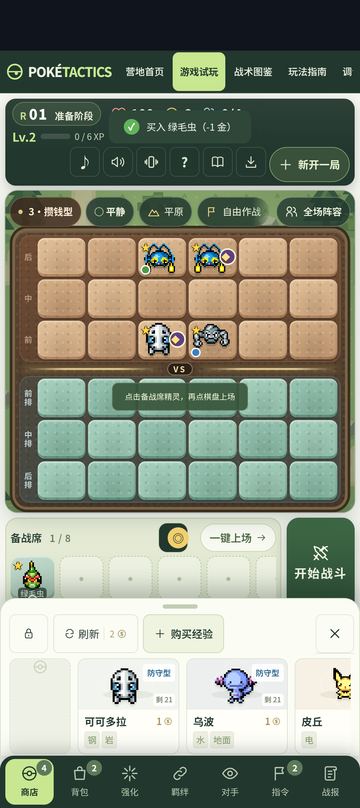 POKÉTACTICS
营地首页
游戏试玩
战术图鉴
玩法指南
调
R 01 准备阶段
买入 绿毛虫（-1 金）
Lv.2
0 / 6 XP
?
新开一局
3 · 攒钱型
平静
平原
自由作战
全场阵容
后
中
前
VS
前排
点击备战席精灵，再点棋盘上场
中排
后排
备战席 1 / 8
一键上场 →
开始战斗
绿毛虫
刷新 2
购买经验
防守型
剩 21
可可多拉 1
钢 岩
防守型
剩 21
乌波 1
水 地面
皮丘
电
商店 4
背包 2
强化
羁绊
对手
指令 2
战报